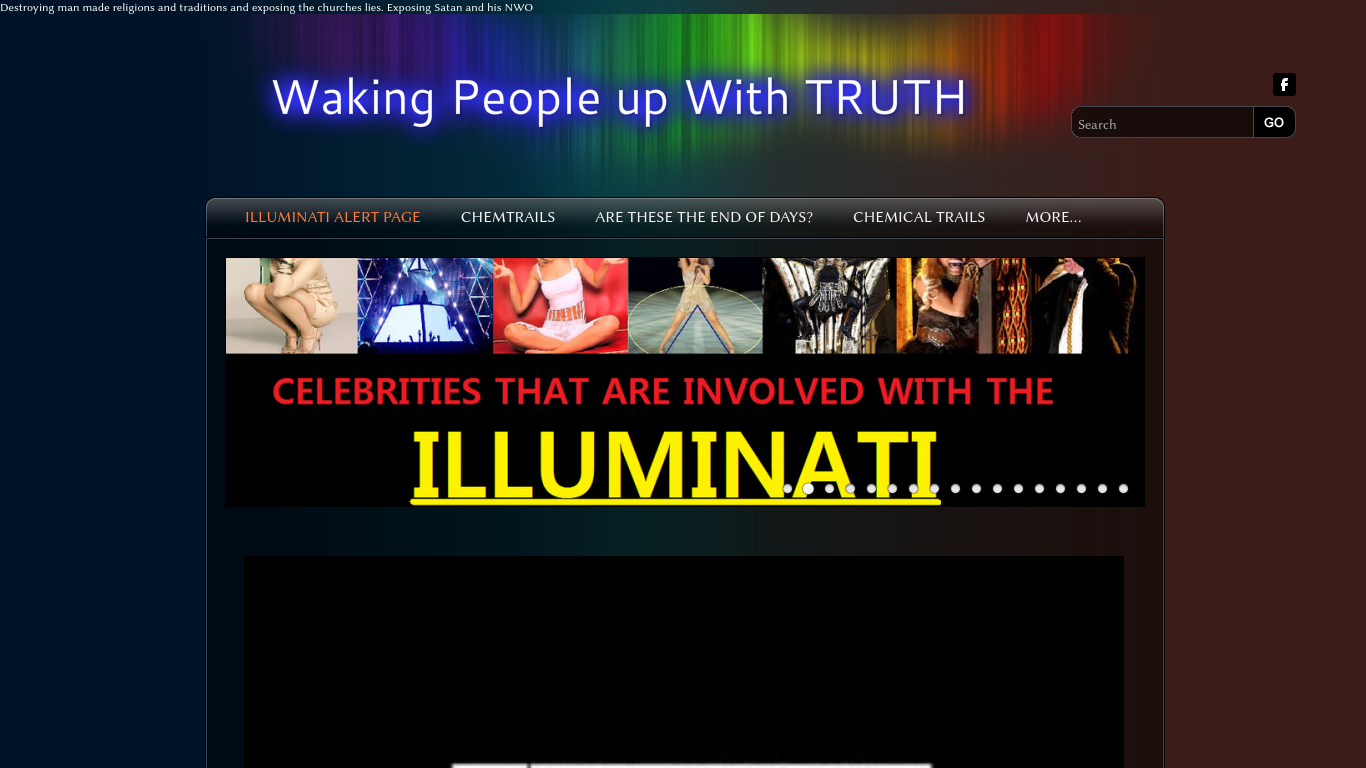 Destroying man made religions and traditions and exposing the churches lies. Exposing Satan and his NWO
Waking People up With TRUTH
f
Search
GO
ILLUMINATI ALERT PAGE CHEMTRAILS ARE THESE THE END OF DAYS? CHEMICAL TRAILS MORE...
CELEBRITIES THAT ARE INVOLVED WITH THE
ILLUMINATI